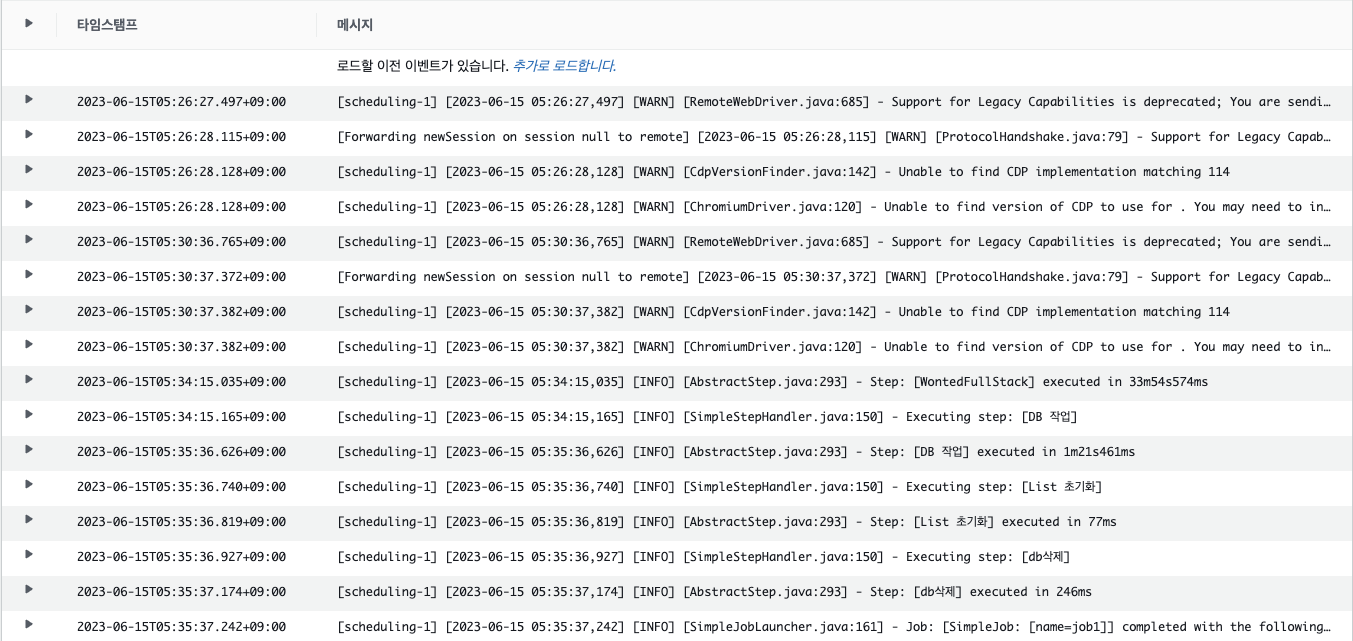 타임스탬프 메시지
로드할 이전 이벤트가 있습니다. 추가로 로드합니다.
2023-06-15T05:26:27.497+09:00 [scheduling-1] [2023-06-15 05:26:27,497] [WARN] [RemoteWebDriver.java:685] - Support for Legacy Capabilities is deprecated; You are sendi…
2023-06-15T05:26:28.115+09:00 [Forwarding newSession on session null to remote] [2023-06-15 05:26:28,115] [WARN] [ProtocolHandshake.java:79] - Support for Legacy Capab…
2023-06-15T05:26:28.128+09:00 [scheduling-1] [2023-06-15 05:26:28,128] [WARN] [CdpVersionFinder.java:142] - Unable to find CDP implementation matching 114
2023-06-15T05:26:28.128+09:00 [scheduling-1] [2023-06-15 05:26:28,128] [WARN] [ChromiumDriver.java:120] - Unable to find version of CDP to use for . You may need to in…
2023-06-15T05:30:36.765+09:00 [scheduling-1] [2023-06-15 05:30:36,765] [WARN] [RemoteWebDriver.java:685] - Support for Legacy Capabilities is deprecated; You are sendi…
2023-06-15T05:30:37.372+09:00 [Forwarding newSession on session null to remote] [2023-06-15 05:30:37,372] [WARN] [ProtocolHandshake.java:79] - Support for Legacy Capab…
2023-06-15T05:30:37.382+09:00 [scheduling-1] [2023-06-15 05:30:37,382] [WARN] [CdpVersionFinder.java:142] - Unable to find CDP implementation matching 114
2023-06-15T05:30:37.382+09:00 [scheduling-1] [2023-06-15 05:30:37,382] [WARN] [ChromiumDriver.java:120] - Unable to find version of CDP to use for . You may need to in…
2023-06-15T05:34:15.035+09:00 [scheduling-1] [2023-06-15 05:34:15,035] [INFO] [AbstractStep.java:293] - Step: [WontedFullStack] executed in 33m54s574ms
2023-06-15T05:34:15.165+09:00 [scheduling-1] [2023-06-15 05:34:15,165] [INFO] [SimpleStepHandler.java:150] - Executing step: [DB 작업]
2023-06-15T05:35:36.626+09:00 [scheduling-1] [2023-06-15 05:35:36,626] [INFO] [AbstractStep.java:293] - Step: [DB 작업] executed in 1m21s461ms
2023-06-15T05:35:36.740+09:00 [scheduling-1] [2023-06-15 05:35:36,740] [INFO] [SimpleStepHandler.java:150] - Executing step: [List 초기화]
2023-06-15T05:35:36.819+09:00 [scheduling-1] [2023-06-15 05:35:36,819] [INFO] [AbstractStep.java:293] - Step: [List 초기화] executed in 77ms
2023-06-15T05:35:36.927+09:00 [scheduling-1] [2023-06-15 05:35:36,927] [INFO] [SimpleStepHandler.java:150] - Executing step: [db삭제]
2023-06-15T05:35:37.174+09:00 [scheduling-1] [2023-06-15 05:35:37,174] [INFO] [AbstractStep.java:293] - Step: [db삭제] executed in 246ms
2023-06-15T05:35:37.242+09:00 [scheduling-1] [2023-06-15 05:35:37,242] [INFO] [SimpleJobLauncher.java:161] - Job: [SimpleJob: [name=job1]] completed with the following…